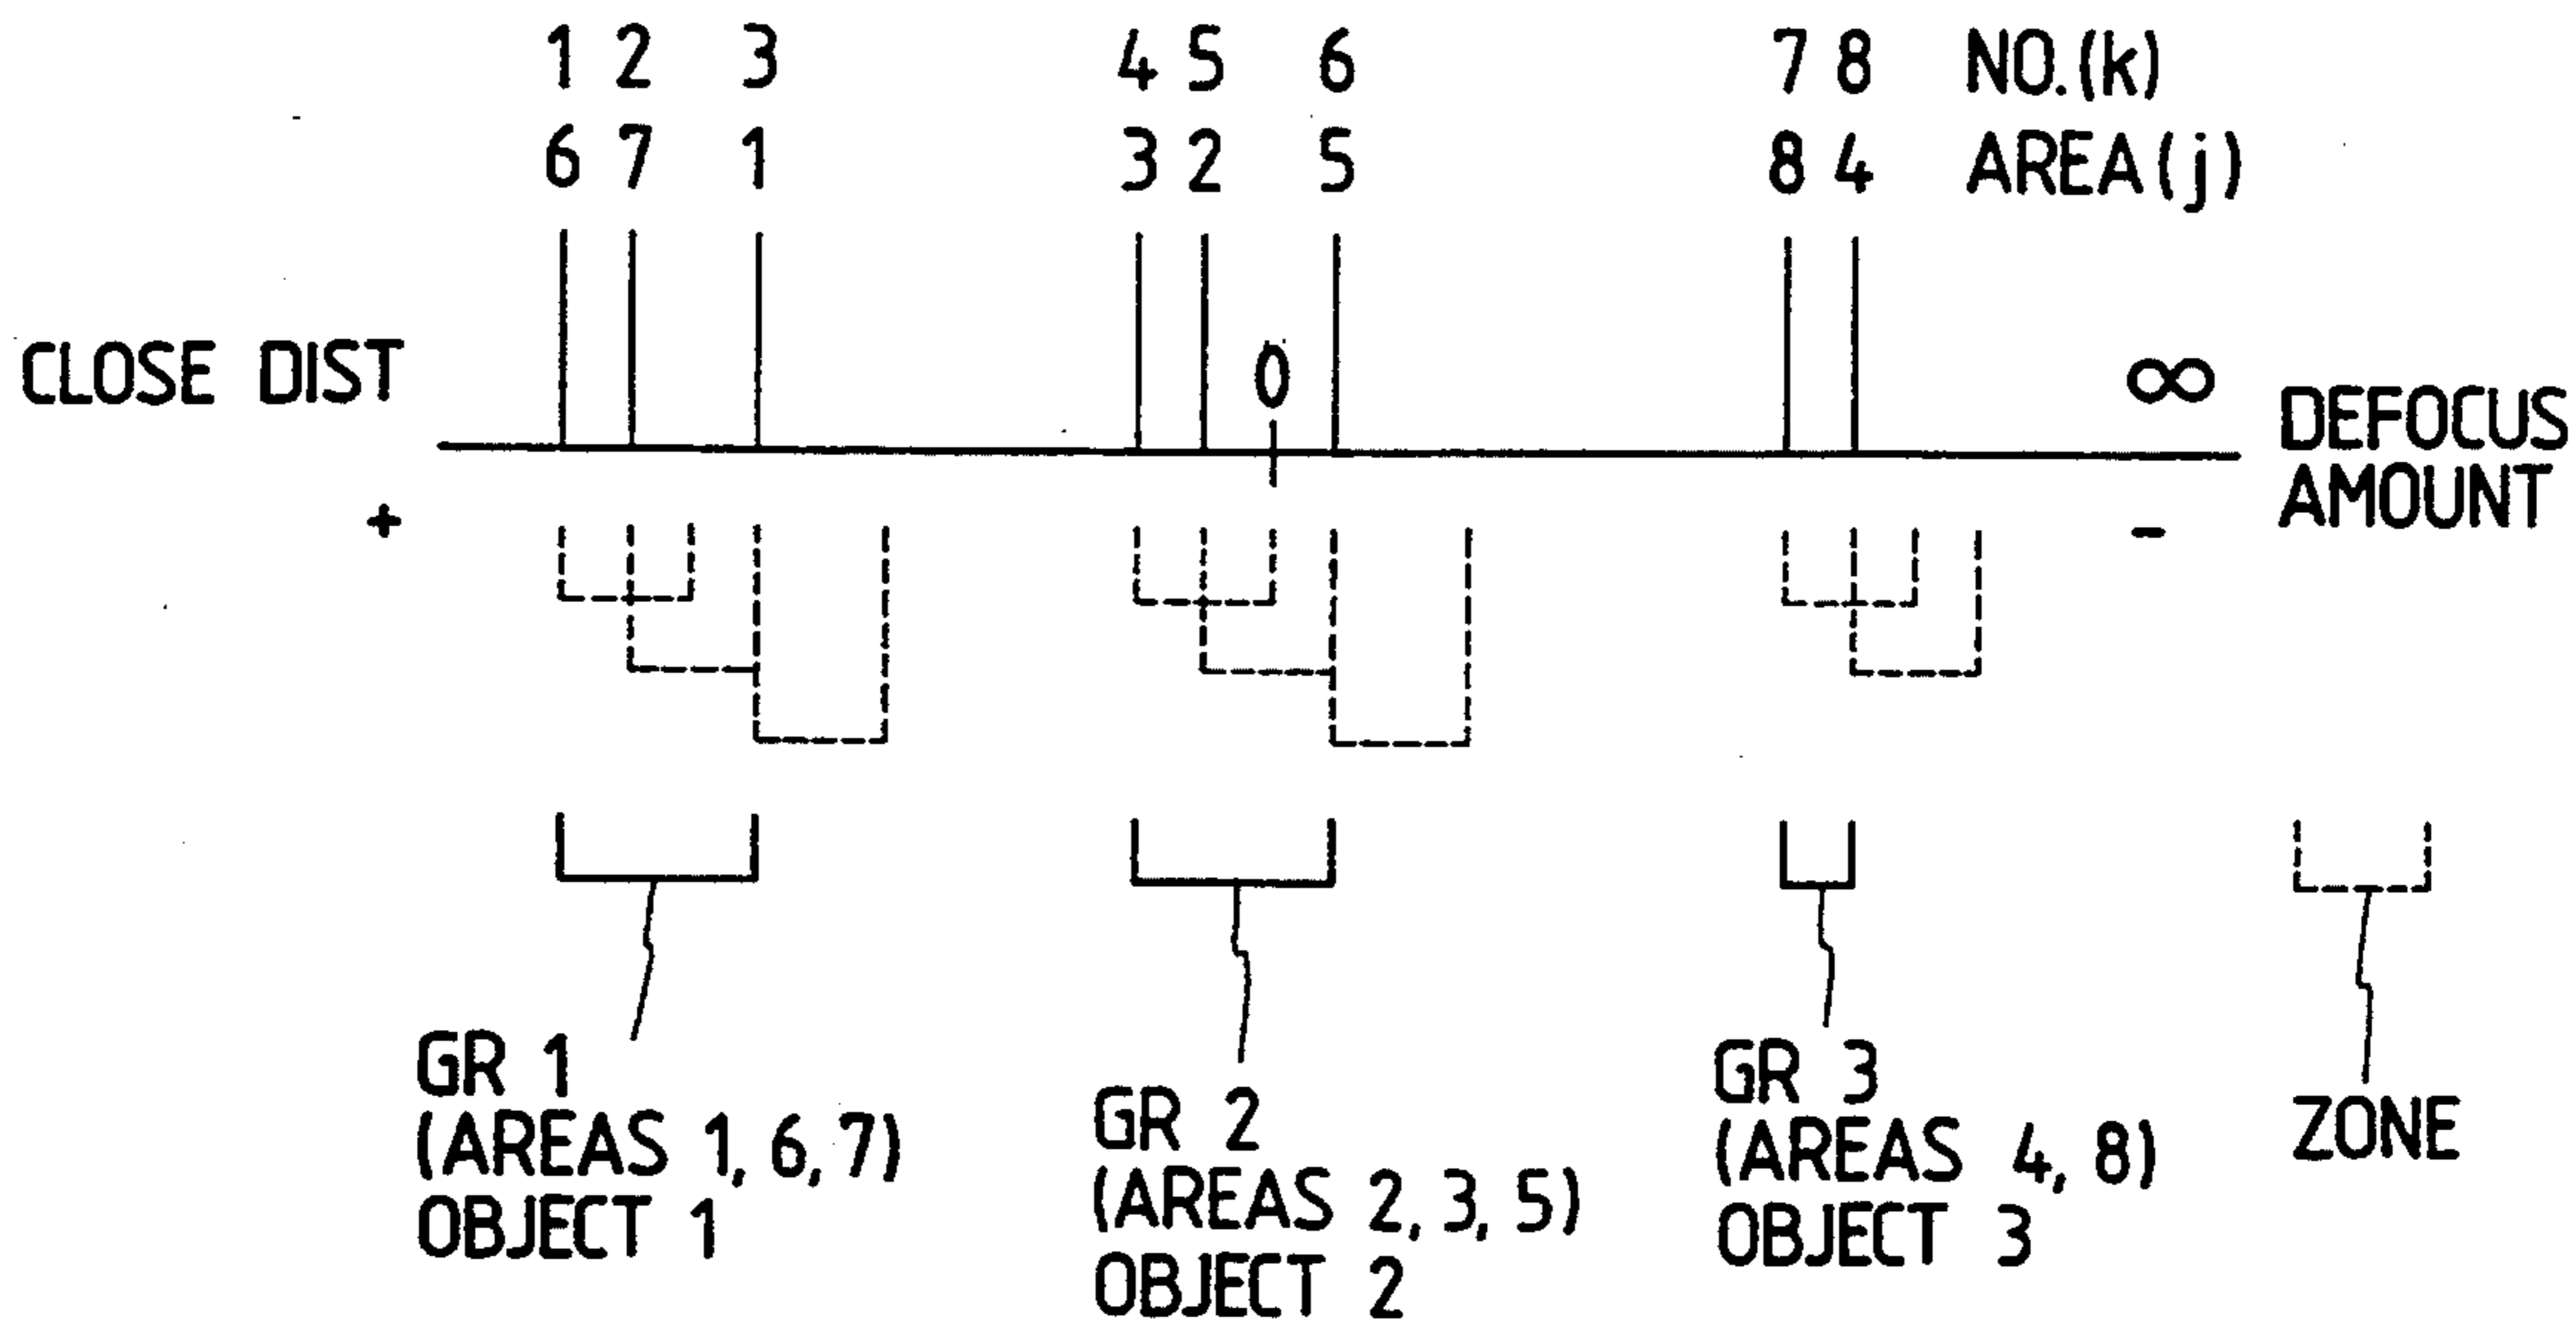 1 2 3 4 5 6 7 8 NO.(k)
6 7 1 3 2 5 8 4 AREA(j)
CLOSE DIST
0
∞
DEFOCUS
AMOUNT
+
-
GR 1
(AREAS 1, 6, 7)
OBJECT 1
GR 2
(AREAS 2, 3, 5)
OBJECT 2
GR 3
(AREAS 4, 8)
OBJECT 3
ZONE